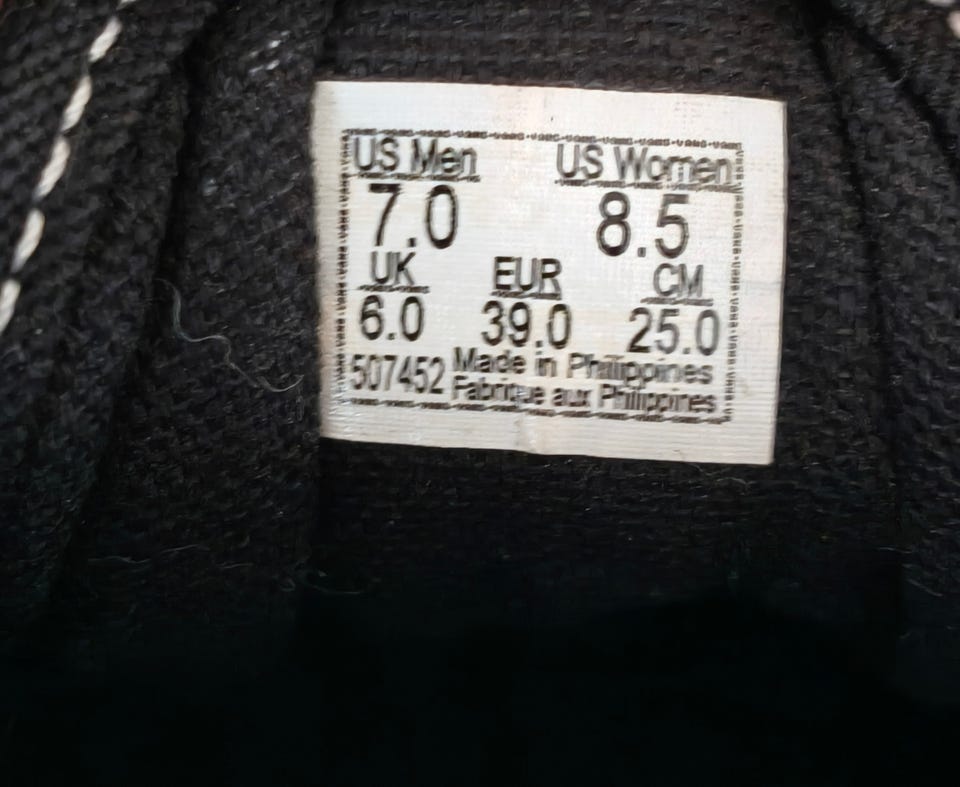 US Men US Women
7.0 8.5
UK EUR CM
6.0 39.0 25.0
507452 Made in Philippines
Fabrique aux Philippines